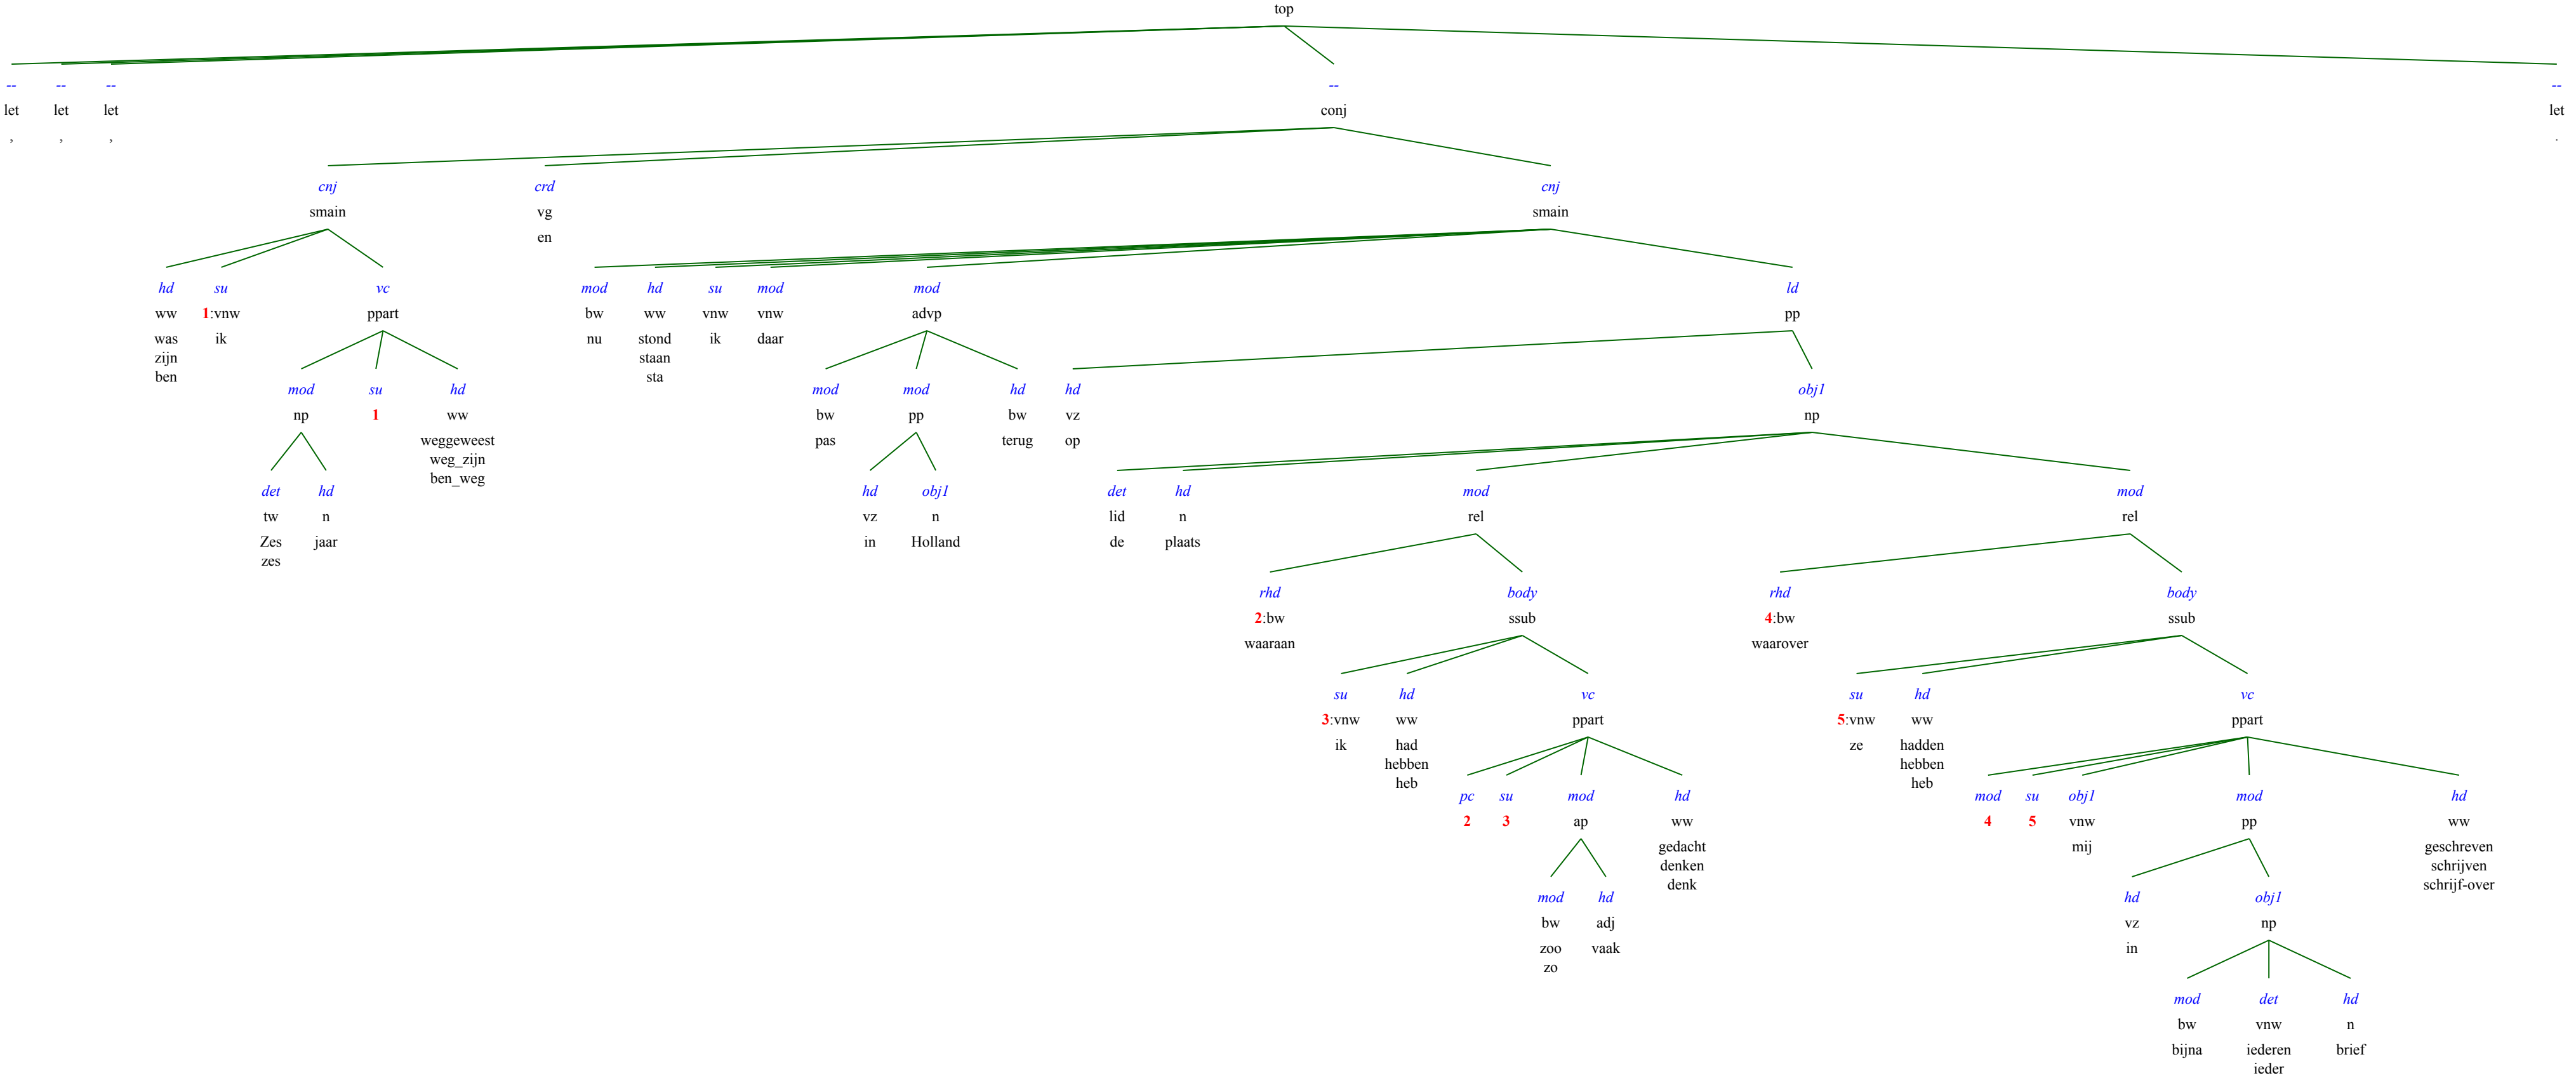 top
-- -- -- -- --
let let let conj let
, , , .
cnj crd cnj
smain vg smain
en
hd su vc mod hd su mod mod ld
ww 1:vnw ppart bw ww vnw vnw advp pp
was ik nu stond ik daar
zijn staan
ben sta
mod su hd mod mod hd hd obj1
np 1 ww bw pp bw vz np
weggeweest pas terug op
weg_zijn
ben_weg
det hd hd obj1 det hd mod mod
tw n vz n lid n rel rel
Zes jaar in Holland de plaats
zes
rhd body rhd body
2:bw ssub 4:bw ssub
waaraan waarover
su hd vc su hd vc
3:vnw ww ppart 5:vnw ww ppart
ik had ze hadden
hebben hebben
heb heb
pc su mod hd mod su obj1 mod hd
2 3 ap ww 4 5 vnw pp ww
gedacht mij geschreven
denken schrijven
denk schrijf-over
mod hd hd obj1
bw adj vz np
zoo vaak in
zo
mod det hd
bw vnw n
bijna iederen brief
ieder